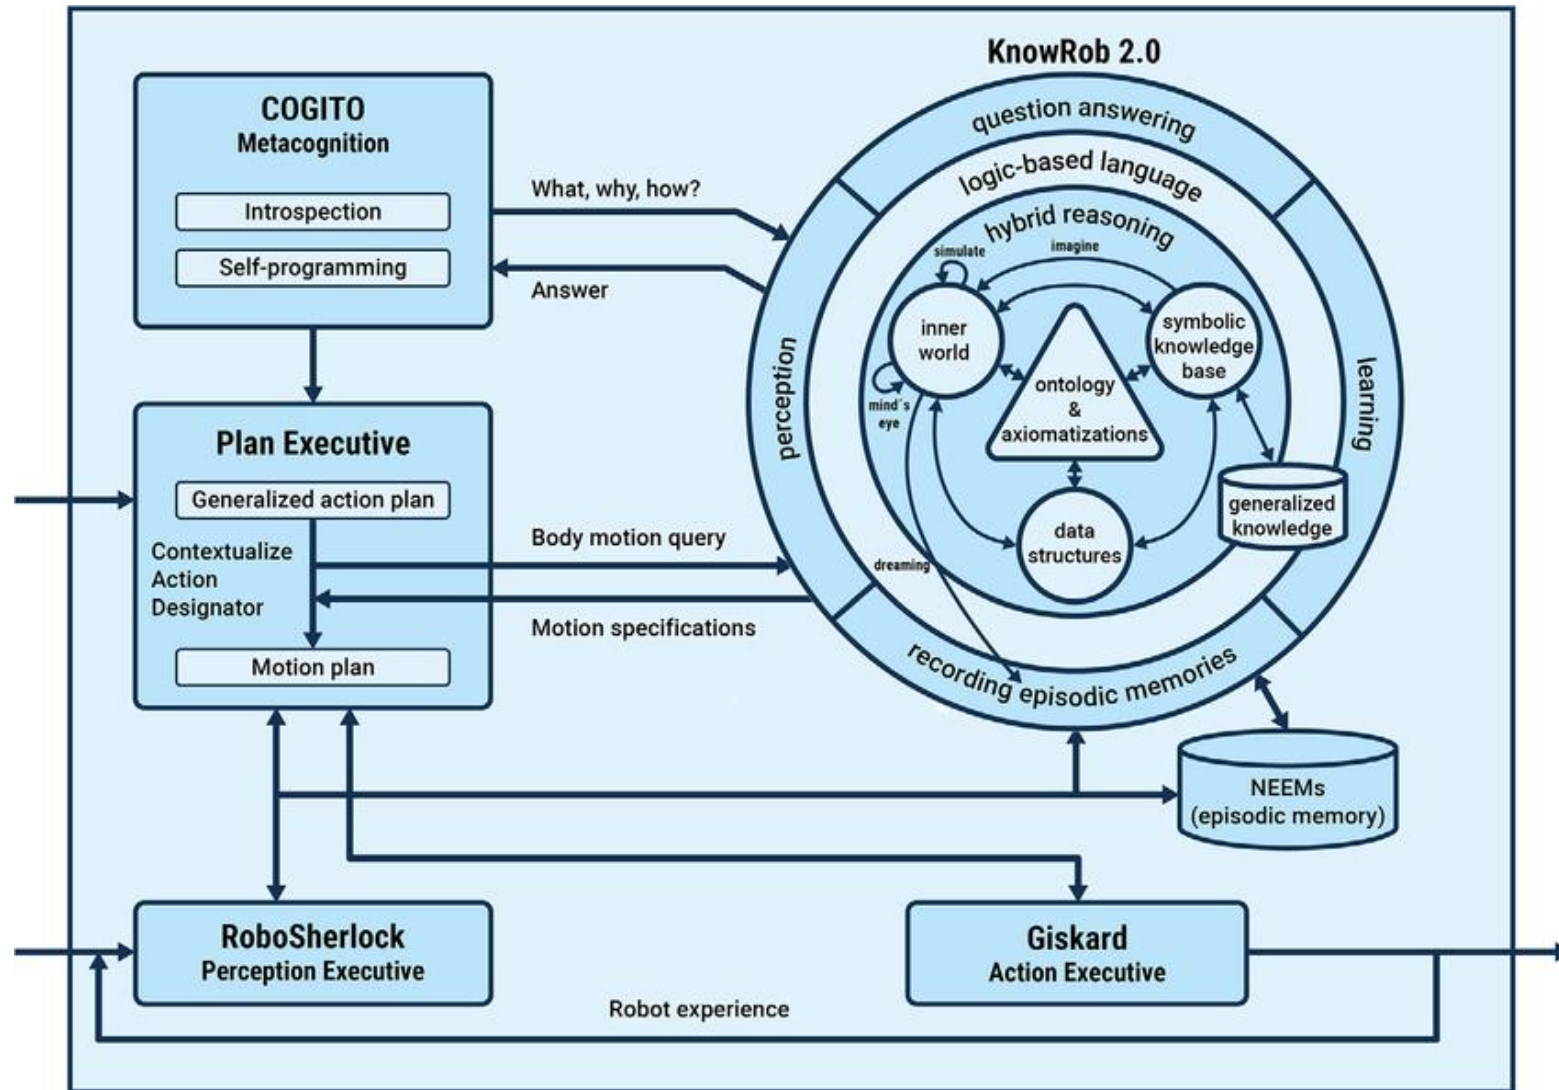 KnowRob 2.0
COGITO
Metacognition
Introspection
Self-programming
What, why, how?
Answer
question answering
logic-based language
hybrid reasoning
simulate
imagine
inner
world
symbolic
knowledge
base
mind´s
eye
ontology
&
axiomatizations
data
structures
generalized
knowledge
dreaming
perception
learning
recording episodic memories
Plan Executive
Generalized action plan
Contextualize
Action
Designator
Motion plan
Body motion query
Motion specifications
NEEMs
(episodic memory)
RoboSherlock
Perception Executive
Giskard
Action Executive
Robot experience